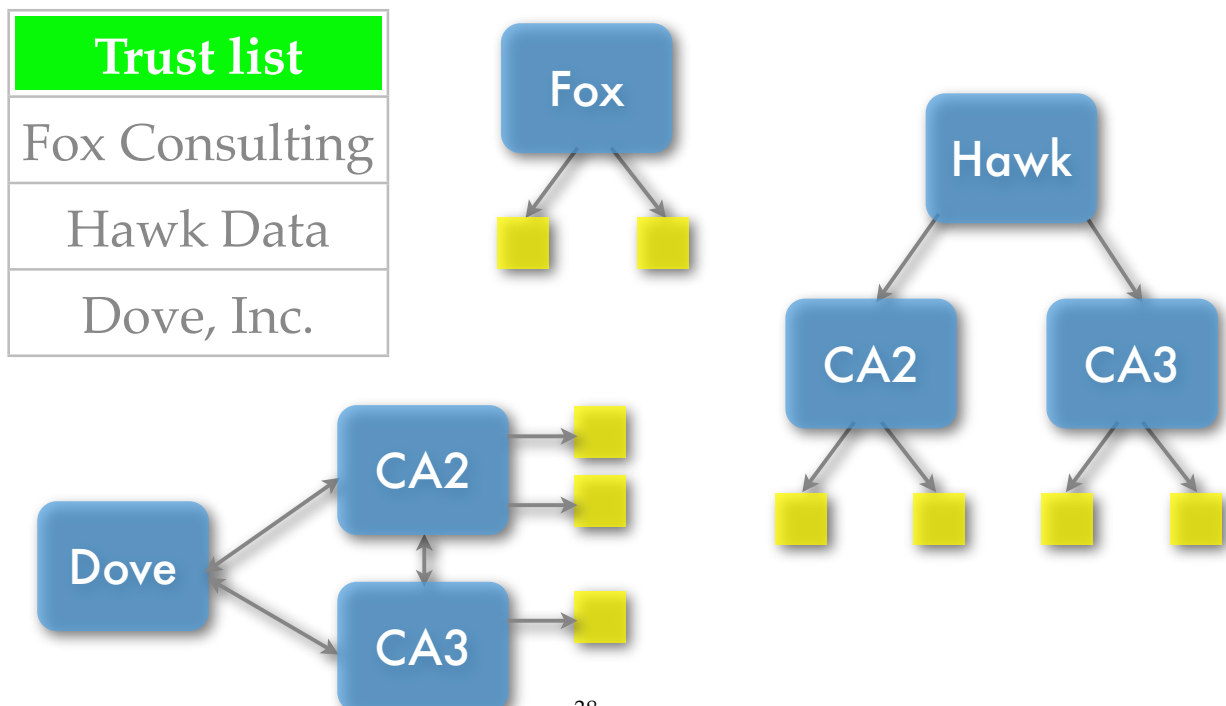 Trust list
Fox Consulting
Hawk Data
Dove, Inc.
Fox
Hawk
CA2
CA3
CA2
Dove
CA3